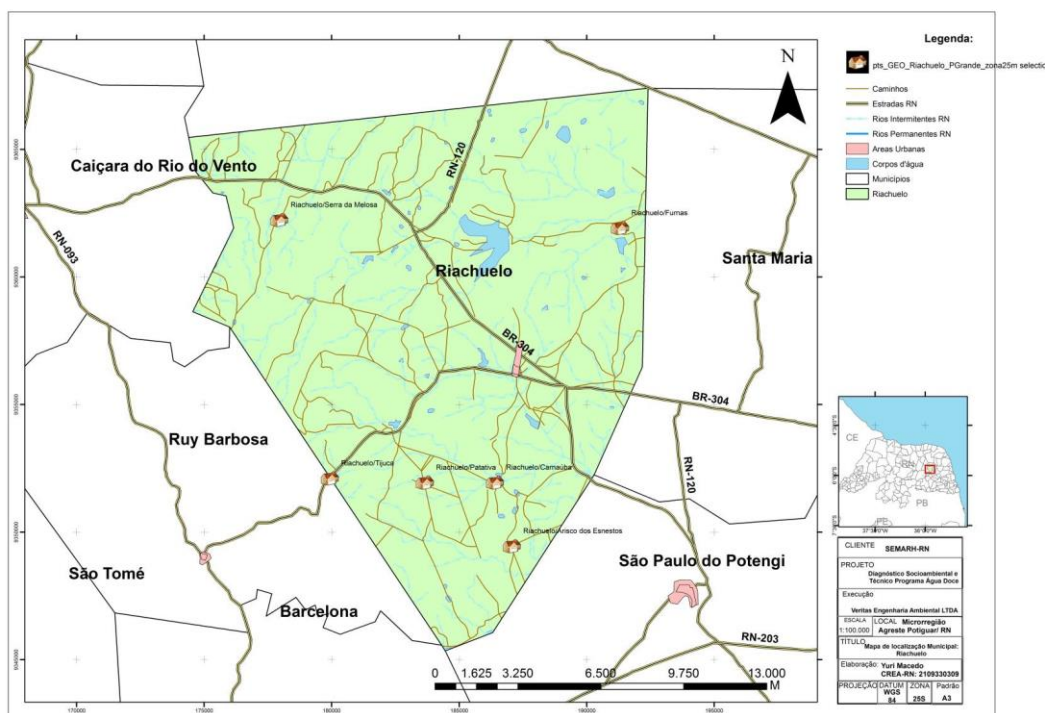 Legenda:
pts_GEO_Riachuelo_PGrande_zona25m selectio
Caminhos
Estradas RN
Rios Intermitentes RN
Rios Permanentes RN
Areas Urbanas
Corpos d'água
Municípios
Riachuelo
N
Caiçara do Rio do Vento
RN-120
Riachuelo/Serra da Melosa
Riachuelo/Furnas
RN-093
Riachuelo
Santa Maria
BR-304
BR-304
Ruy Barbosa
Riachuelo/Tijuca
Riachuelo/Patativa
Riachuelo/Carnaúba
RN-120
Riachuelo/Arisco dos Esnestos
São Tomé
São Paulo do Potengi
Barcelona
RN-203
0 1.625 3.250 6.500 9.750 13.000
M
170000 175000 180000 185000 190000 195000
CE
RN
PB
CLIENTE SEMARH-RN
PROJETO
Diagnóstico Socioambiental e
Técnico Programa Água Doce
Execução
Veritas Engenharia Ambiental LTDA
ESCALA
1:100.000
LOCAL Microrregião
Agreste Potiguar/ RN
TÍTULO
Mapa de localização Municipal:
Riachuelo
Elaboração: Yuri Macedo
CREA-RN: 2109330309
PROJEÇÃO DATUM ZONA Padrão
WGS
84 25S A3